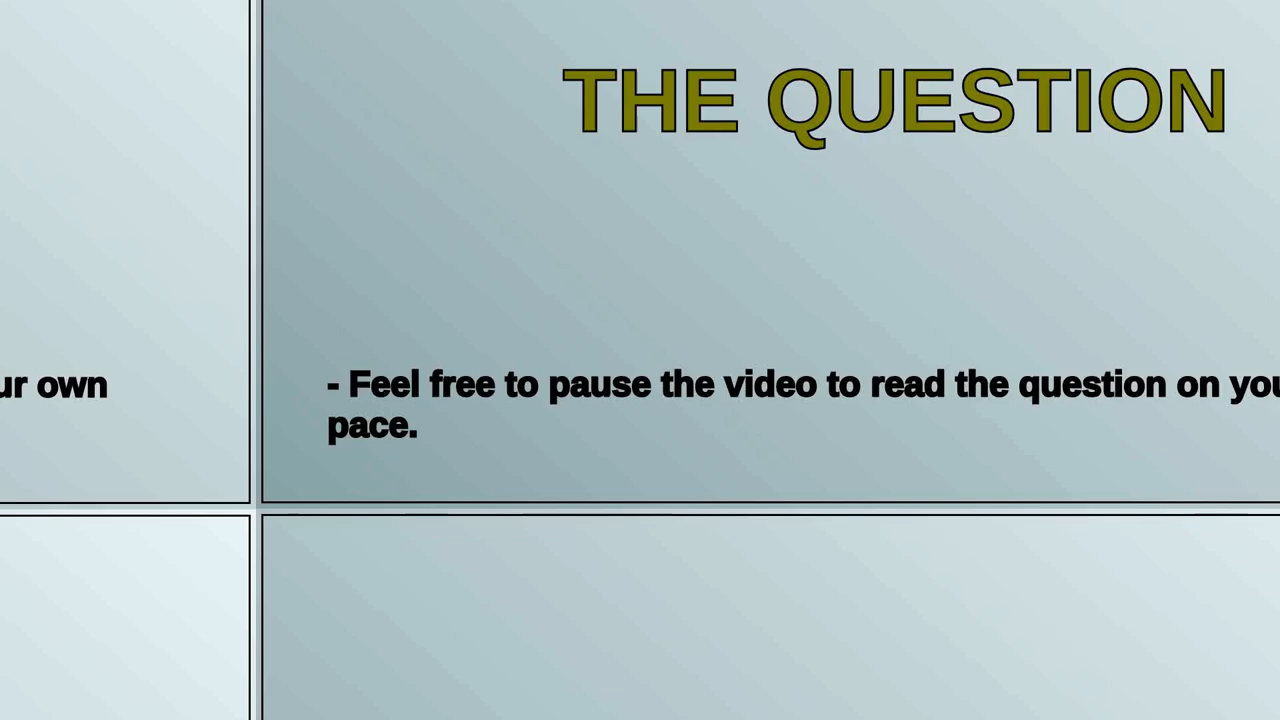 THE QUESTION
ur own
- Feel free to pause the video to read the question on you
pace.